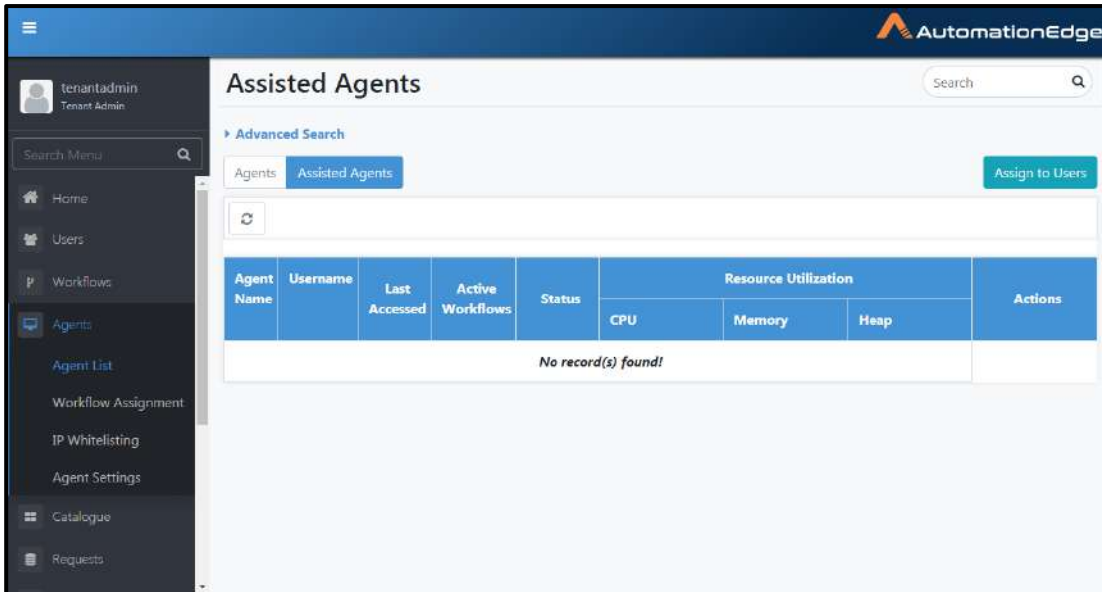 AutomationEdge
tenantadmin
Tenant Admin
Search Menu
Home
Users
Workflows
Agents
Agent List
Workflow Assignment
IP Whitelisting
Agent Settings
Catalogue
Requests
Assisted Agents
Search
Advanced Search
Agents
Assisted Agents
Assign to Users
Agent Name
Username
Last Accessed
Active Workflows
Status
Resource Utilization
CPU
Memory
Heap
Actions
No record(s) found!